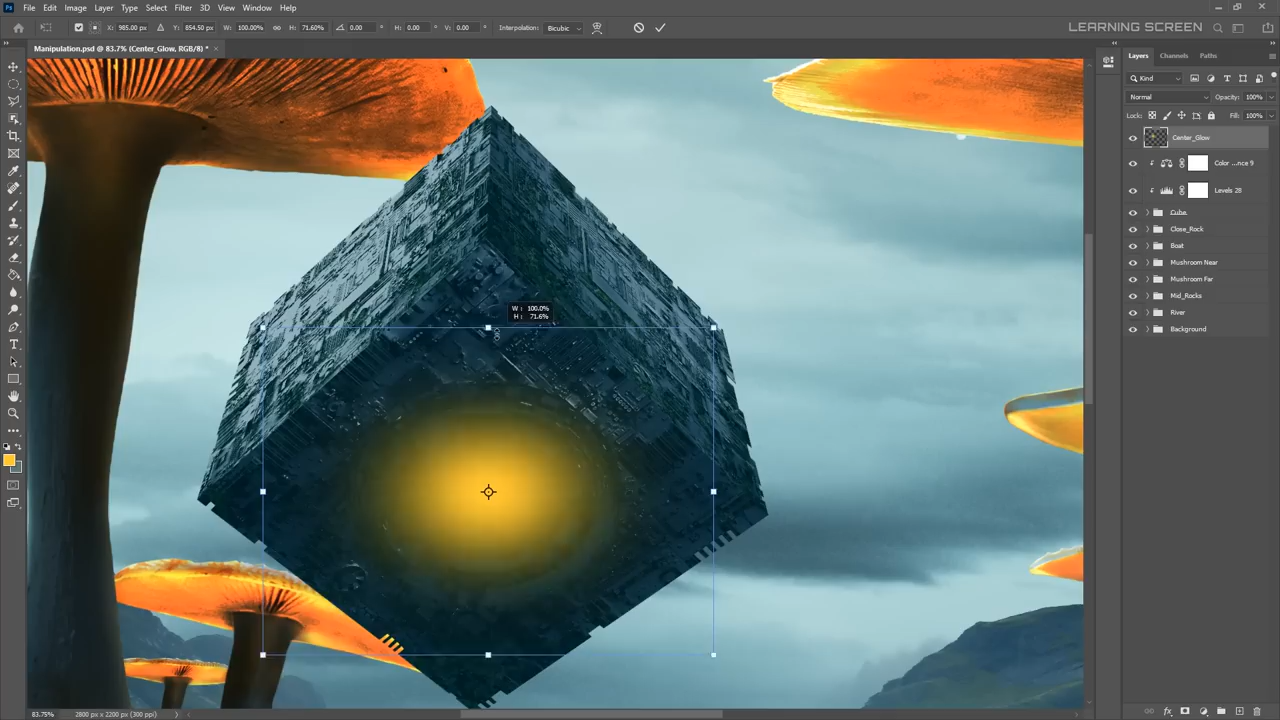 File Edit Image Layer Type Select Filter 3D View Window Help
X: 985.00 px Y: 854.50 px W: 100.00% H: 71.60% 0.00 H: 0.00 V: 0.00 Interpolation: Bicubic
LEARNING SCREEN
Manipulation.psd @ 83.7% (Center_Glow, RGB/8) *
W : 100.0%
H : 71.6%
Layers Channels Paths
Kind
Normal Opacity: 100%
Lock: Fill: 100%
Center_Glow
Color ...nce 9
Levels 28
Cube
Close_Rock
Boat
Mushroom Near
Mushroom Far
Mid_Rocks
River
Background
83.75% 2800 px x 2200 px (300 ppi)